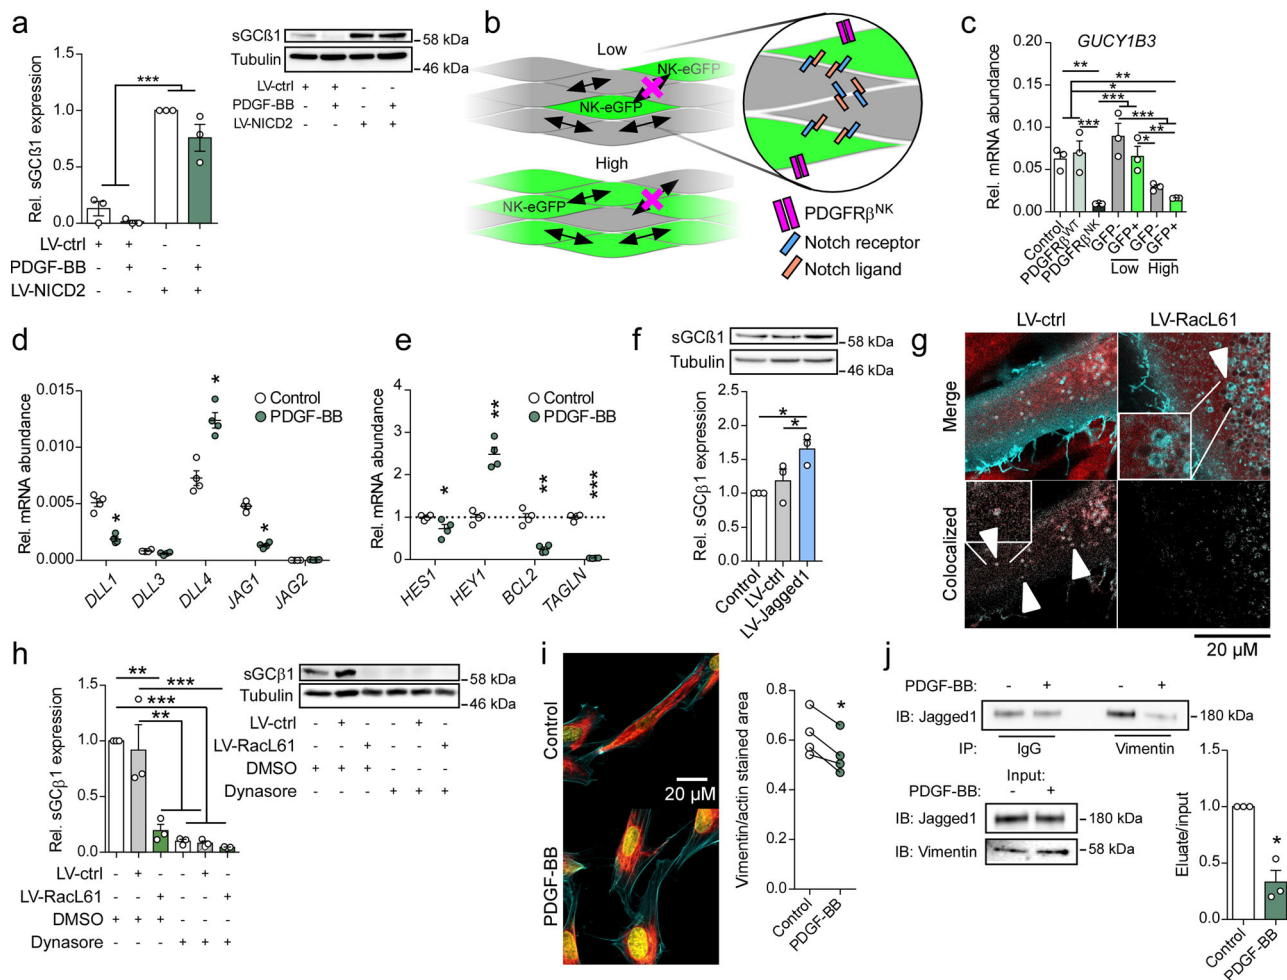 a
Rel. sGCß1 expression
1.5
1.0
0.5
0.0
***
LV-ctrl + + - -
PDGF-BB - + - +
LV-NICD2 - - + +
sGCß1
58 kDa
Tubulin
46 kDa
LV-ctrl + + - -
PDGF-BB - + - +
LV-NICD2 - - + +
b
Low
NK-eGFP
NK-eGFP
High
NK-eGFP
PDGFRβNK
Notch receptor
Notch ligand
c
GUCY1B3
Rel. mRNA abundance
0.20
0.15
0.10
0.05
0.00
**
**
*
***
***
***
**
*
Control
PDGFRβWT
PDGFRβNK
GFP-
GFP+
GFP-
GFP+
Low
High
d
Rel. mRNA abundance
0.015
0.010
0.005
0.000
Control
PDGF-BB
*
*
*
DLL1
DLL3
DLL4
JAG1
JAG2
e
Rel. mRNA abundance
4
3
2
1
0
Control
PDGF-BB
*
**
**
***
HES1
HEY1
BCL2
TAGLN
f
sGCß1
58 kDa
Tubulin
46 kDa
Rel. sGCβ1 expression
2.5
2.0
1.5
1.0
0.5
0.0
*
*
Control
LV-ctrl
LV-Jagged1
g
LV-ctrl
LV-RacL61
Merge
Colocalized
20 µM
h
Rel. sGCβ1 expression
1.5
1.0
0.5
0.0
**
***
***
**
LV-ctrl - + - - + -
LV-RacL61 - - + - - +
DMSO + + + - - -
Dynasore - - - + + +
sGCβ1
58 kDa
Tubulin
46 kDa
LV-ctrl - + - - + -
LV-RacL61 - - + - - +
DMSO + + + - - -
Dynasore - - - + + +
i
Control
20 µM
PDGF-BB
Vimentin/actin stained area
0.8
0.6
0.4
0.2
0.0
*
Control
PDGF-BB
j
PDGF-BB: - + - +
IB: Jagged1
180 kDa
IP: IgG Vimentin
Input:
PDGF-BB: - +
IB: Jagged1
180 kDa
IB: Vimentin
58 kDa
Eluate/input
1.5
1.0
0.5
0.0
*
Control
PDGF-BB